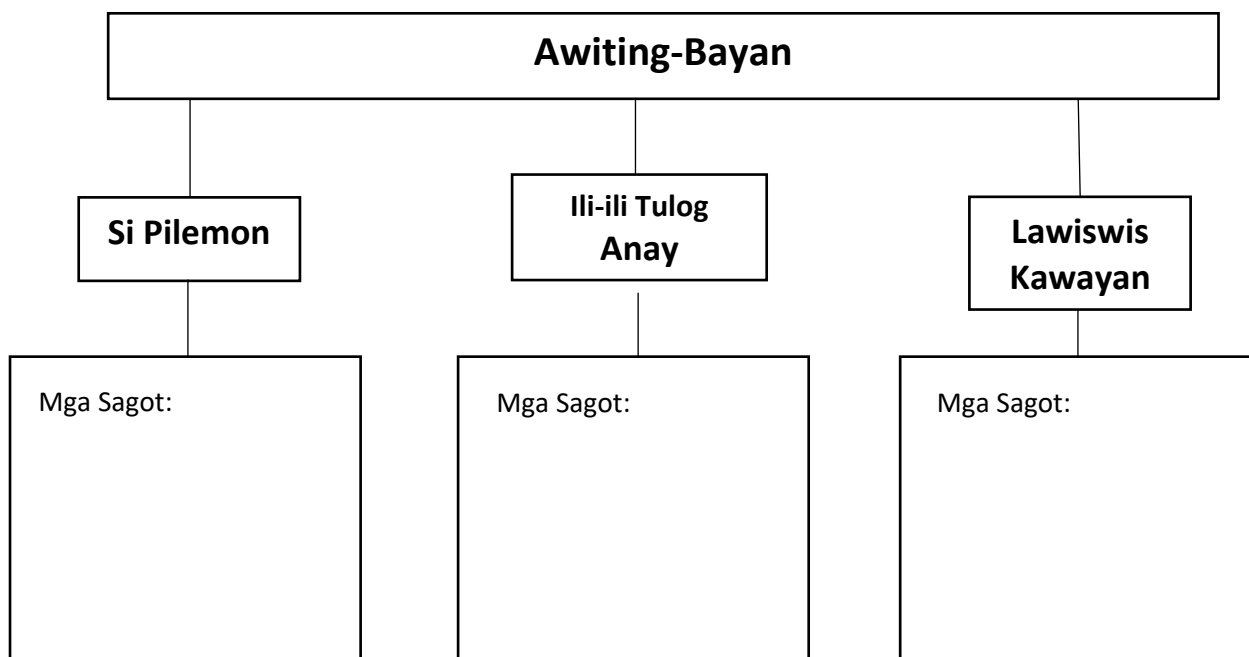 Awiting-Bayan
Si Pilemon
Ili-ili Tulog
Anay
Lawiswis
Kawayan
Mga Sagot:
Mga Sagot:
Mga Sagot: